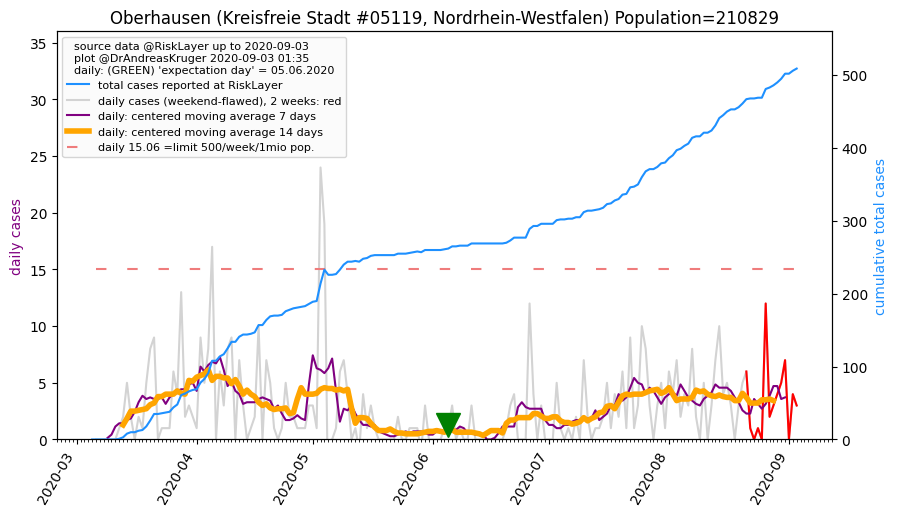 Oberhausen (Kreisfreie Stadt #05119, Nordrhein-Westfalen) Population=210829
source data @RiskLayer up to 2020-09-03
plot @DrAndreasKruger 2020-09-03 01:35
daily: (GREEN) 'expectation day' = 05.06.2020
total cases reported at RiskLayer
daily cases (weekend-flawed), 2 weeks: red
daily: centered moving average 7 days
daily: centered moving average 14 days
daily 15.06 =limit 500/week/1mio pop.
daily cases
35
30
25
20
15
10
5
0
cumulative total cases
500
400
300
200
100
0
2020-03
2020-04
2020-05
2020-06
2020-07
2020-08
2020-09